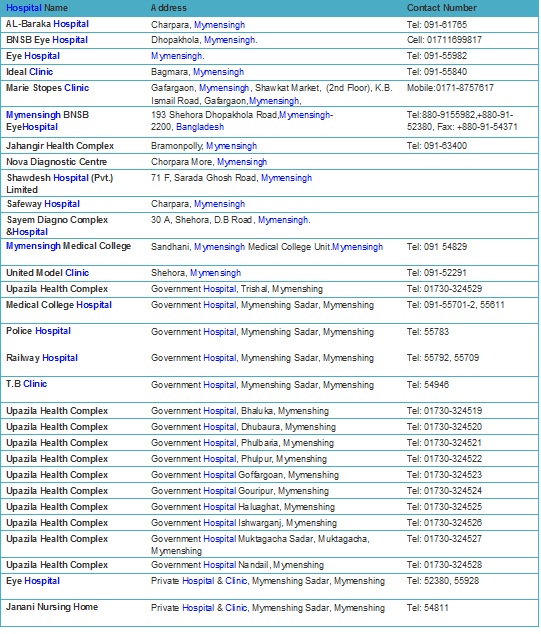 Hospital Name Address Contact Number
AL-Baraka Hospital Charpara, Mymensingh Tel: 091-61765
BNSB Eye Hospital Dhopakhola, Mymensingh. Cell: 01711699817
Eye Hospital Mymensingh. Tel: 091-55982
Ideal Clinic Bagmara, Mymensingh Tel: 091-55840
Marie Stopes Clinic Gafargaon, Mymensingh, Shawkat Market, (2nd Floor), K.B. Mobile:0171-8757617
Ismail Road, Gafargaon,Mymensingh,
Mymensingh BNSB 193 Shehora Dhopakhola Road,Mymensingh- Tel:880-9155982,+880-91-
EyeHospital 2200, Bangladesh 52380, Fax: +880-91-54371
Jahangir Health Complex Bramonpolly, Mymensingh Tel: 091-63400
Nova Diagnostic Centre Chorpara More, Mymensingh
Shawdesh Hospital (Pvt.) 71 F, Sarada Ghosh Road, Mymensingh
Limited
Safeway Hospital Charpara, Mymensingh
Sayem Diagno Complex 30 A, Shehora, D.B Road, Mymensingh.
&Hospital
Mymensingh Medical College Sandhani, Mymensingh Medical College Unit.Mymensingh Tel: 091 54829
United Model Clinic Shehora, Mymensingh Tel: 091-52291
Upazila Health Complex Government Hospital, Trishal, Mymenshing Tel: 01730-324529
Medical College Hospital Government Hospital, Mymenshing Sadar, Mymenshing Tel: 091-55701-2, 55611
Police Hospital Government Hospital, Mymenshing Sadar, Mymenshing Tel: 55783
Railway Hospital Government Hospital, Mymenshing Sadar, Mymenshing Tel: 55792, 55709
T.B Clinic Government Hospital, Mymenshing Sadar, Mymenshing Tel: 54946
Upazila Health Complex Government Hospital, Bhaluka, Mymenshing Tel: 01730-324519
Upazila Health Complex Government Hospital, Dhubaura, Mymenshing Tel: 01730-324520
Upazila Health Complex Government Hospital, Phulbaria, Mymenshing Tel: 01730-324521
Upazila Health Complex Government Hospital, Phulpur, Mymenshing Tel: 01730-324522
Upazila Health Complex Government Hospital Goffargoan, Mymenshing Tel: 01730-324523
Upazila Health Complex Government Hospital Gouripur, Mymenshing Tel: 01730-324524
Upazila Health Complex Government Hospital Haluaghat, Mymenshing Tel: 01730-324525
Upazila Health Complex Government Hospital Ishwarganj, Mymenshing Tel: 01730-324526
Upazila Health Complex Government Hospital Muktagacha Sadar, Muktagacha, Tel: 01730-324527
Mymenshing
Upazila Health Complex Government Hospital Nandail, Mymenshing Tel: 01730-324528
Eye Hospital Private Hospital & Clinic, Mymenshing Sadar, Mymenshing Tel: 52380, 55928
Janani Nursing Home Private Hospital & Clinic, Mymenshing Sadar, Mymenshing Tel: 54811